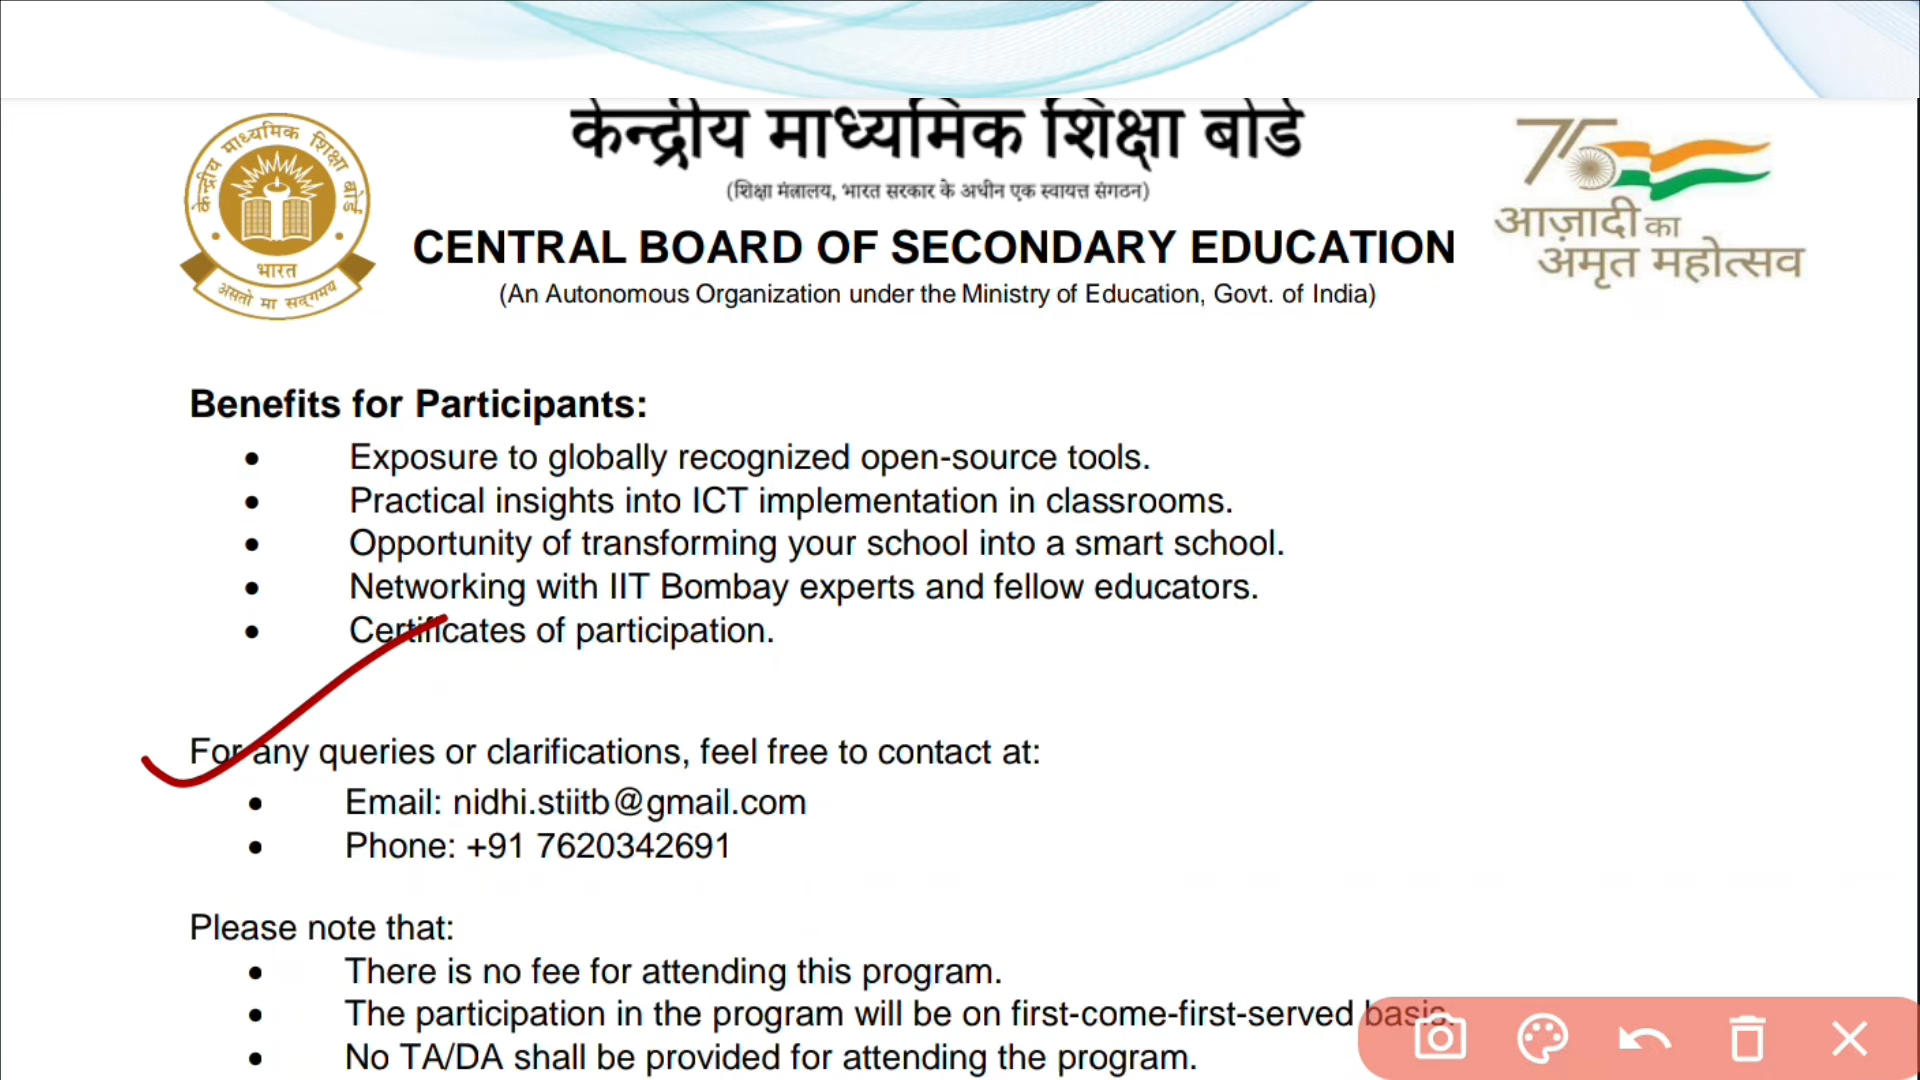 केन्द्रीय माध्यमिक शिक्षा बोर्ड
(शिक्षा मंत्रालय, भारत सरकार के अधीन एक स्वायत्त संगठन)
CENTRAL BOARD OF SECONDARY EDUCATION
(An Autonomous Organization under the Ministry of Education, Govt. of India)
केन्द्रीय माध्यमिक शिक्षा बोर्ड
भारत
असतो मा सद्गमय
75
आज़ादी का
अमृत महोत्सव
Benefits for Participants:
• Exposure to globally recognized open-source tools.
• Practical insights into ICT implementation in classrooms.
• Opportunity of transforming your school into a smart school.
• Networking with IIT Bombay experts and fellow educators.
• Certificates of participation.
For any queries or clarifications, feel free to contact at:
• Email: nidhi.stiitb@gmail.com
• Phone: +91 7620342691
Please note that:
• There is no fee for attending this program.
• The participation in the program will be on first-come-first-served basis.
• No TA/DA shall be provided for attending the program.